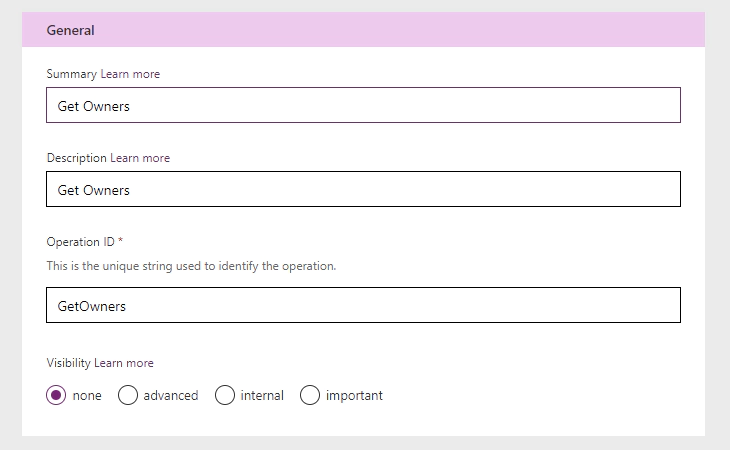 General
Summary Learn more
Get Owners
Description Learn more
Get Owners
Operation ID *
This is the unique string used to identify the operation.
GetOwners
Visibility Learn more
none advanced internal important